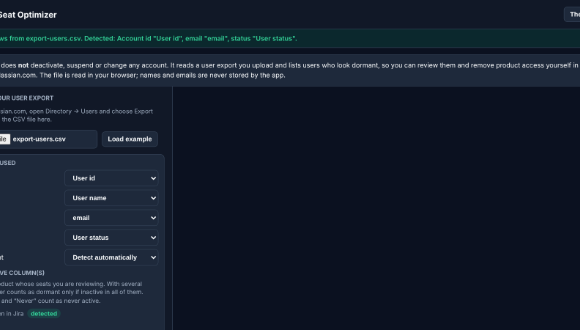 Seat Optimizer
The
ws from export-users.csv. Detected: Account id "User id", email "email", status "User status".
does not deactivate, suspend or change any account. It reads a user export you upload and lists users who look dormant, so you can review them and remove product access yourself in
lassian.com. The file is read in your browser; names and emails are never stored by the app.
OUR USER EXPORT
ssian.com, open Directory → Users and choose Export
the CSV file here.
ile export-users.csv
Load example
USED
User id
User name
email
User status
t Detect automatically
VE COLUMN(S)
oduct whose seats you are reviewing. With several
er counts as dormant only if inactive in all of them.
and "Never" count as never active.
n in Jira detected